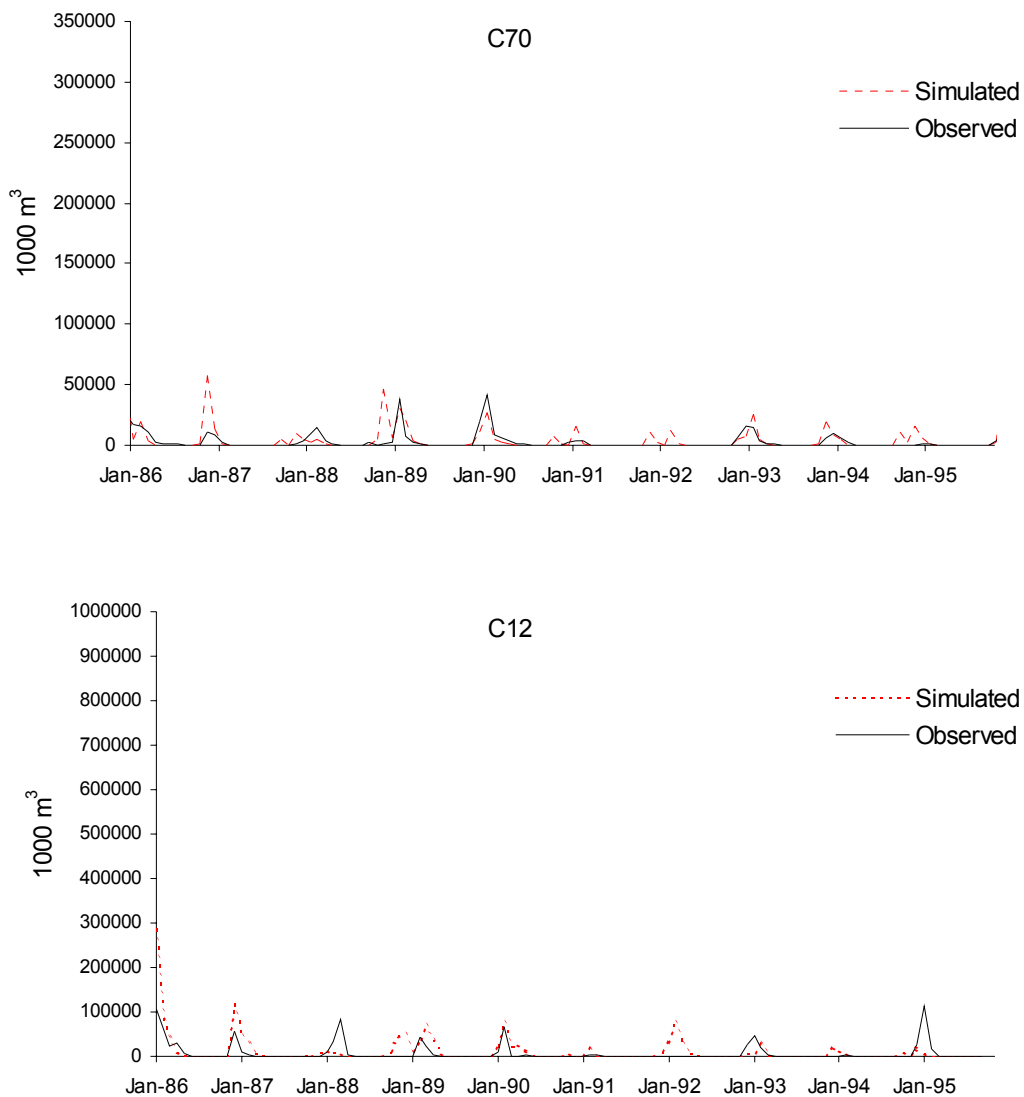 C70
350000
300000
250000
200000
150000
100000
50000
0
1000 m³
Simulated
Observed
Jan-86 Jan-87 Jan-88 Jan-89 Jan-90 Jan-91 Jan-92 Jan-93 Jan-94 Jan-95
C12
1000000
900000
800000
700000
600000
500000
400000
300000
200000
100000
0
1000 m³
Simulated
Observed
Jan-86 Jan-87 Jan-88 Jan-89 Jan-90 Jan-91 Jan-92 Jan-93 Jan-94 Jan-95